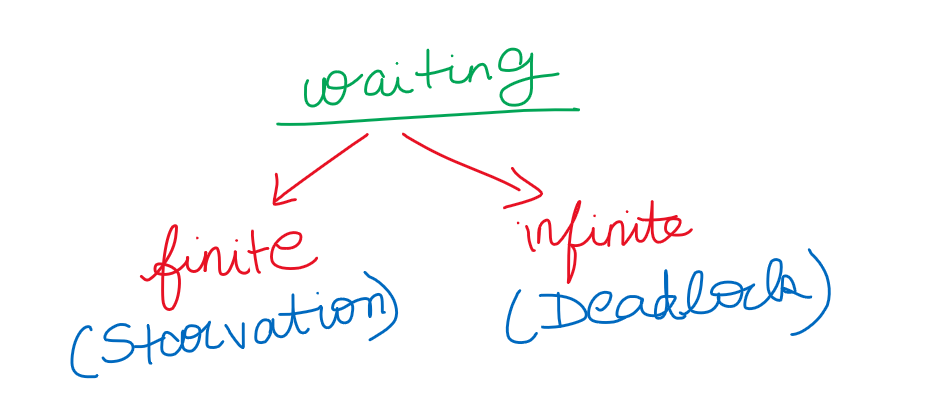 waiting
finite infinite
(Starvation) (Deadlock)